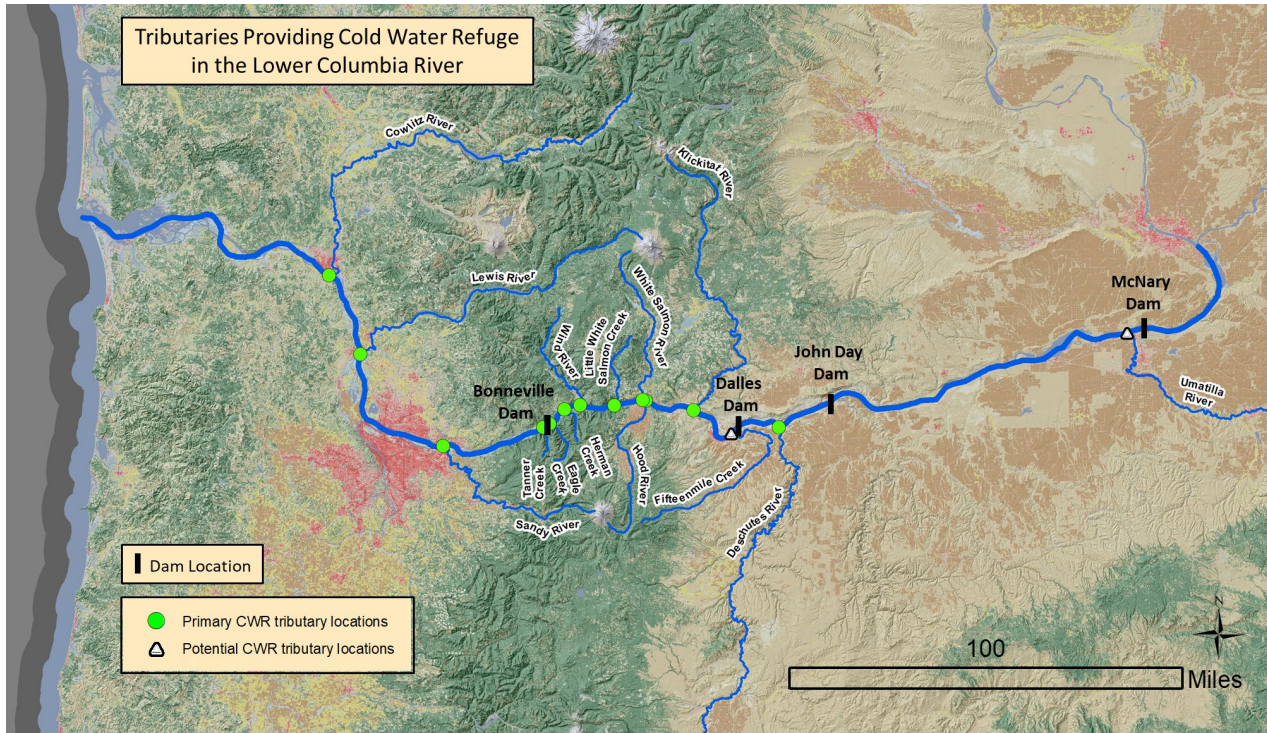 Tributaries Providing Cold Water Refuge
in the Lower Columbia River
Cowlitz River
Klickitat River
Lewis River
White Salmon River
Wind
River
Little White
Salmon Creek
McNary
Dam
John Day
Dam
Dalles
Dam
Bonneville
Dam
Umatilla
River
Tanner
Creek
Eagle
Creek
Herman
Creek
Hood River
Fifteenmile Creek
Sandy River
Deschutes River
Dam Location
Primary CWR tributary locations
Potential CWR tributary locations
N
100
Miles